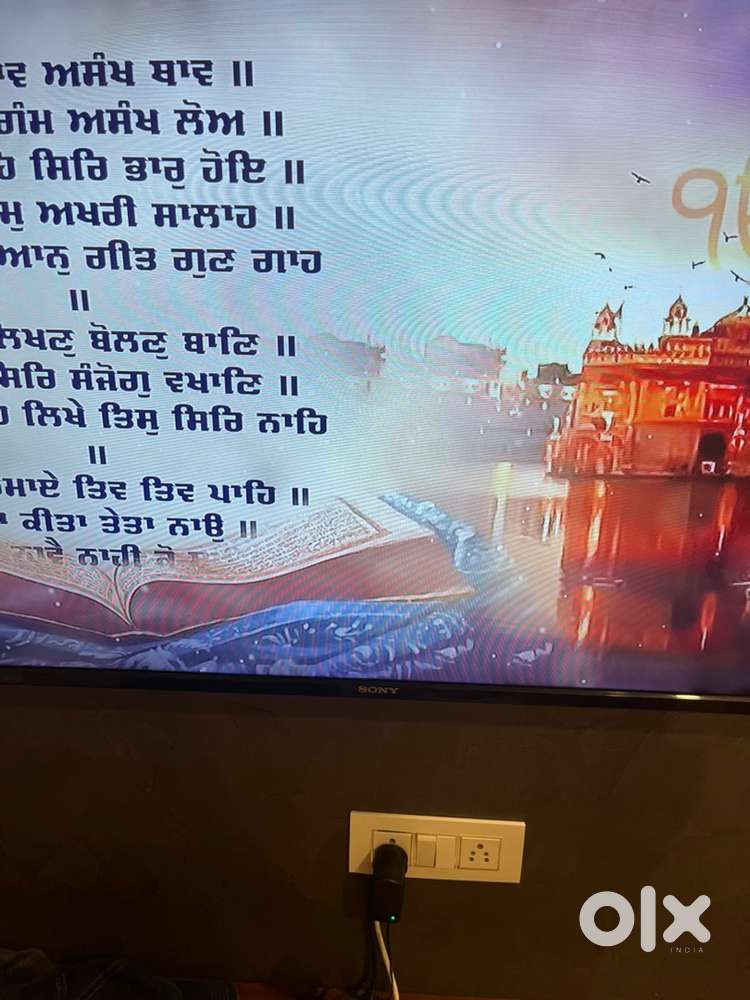 ਅਸੰਖ ਥਾਵ ॥
ਅਸੰਖ ਲੋਅ ॥
ਸਿਰਿ ਭਾਰੁ ਹੋਇ ॥
ਅਖਰੀ ਸਾਲਾਹ ॥
ਗੀਤ ਗੁਣ ਗਾਹ
॥
ਬੋਲਣੁ ਬਾਣਿ ॥
ਸੰਜੋਗੁ ਵਖਾਣਿ ॥
ਲਿਖੇ ਤਿਸੁ ਸਿਰਿ ਨਾਹਿ
॥
ਤਿਵ ਤਿਵ ਪਾਹਿ ॥
ਕੀਤਾ ਤੇਤਾ ਨਾਉ ॥
ਨਾਹੀ ਕੋ
SONY
olx
INDIA